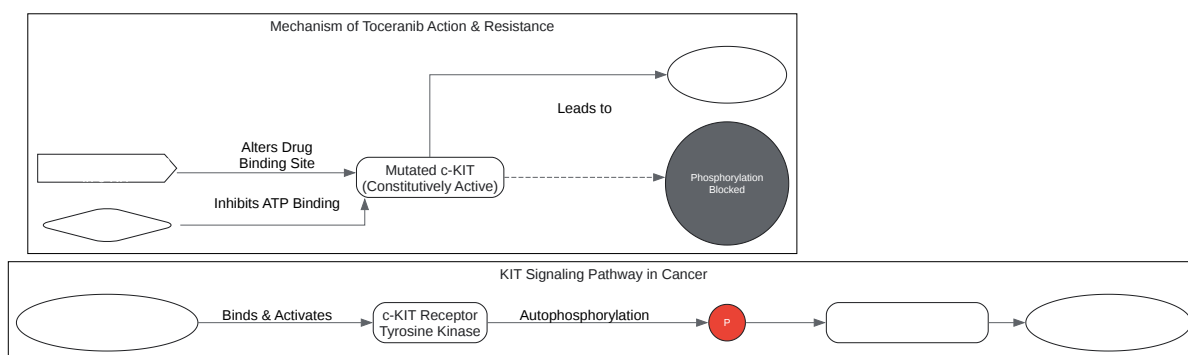 Mechanism of Toceranib Action & Resistance
Leads to
Alters Drug
Binding Site
Mutated c-KIT
(Constitutively Active)
Phosphorylation
Blocked
Inhibits ATP Binding
KIT Signaling Pathway in Cancer
Binds & Activates
c-KIT Receptor
Tyrosine Kinase
Autophosphorylation
P